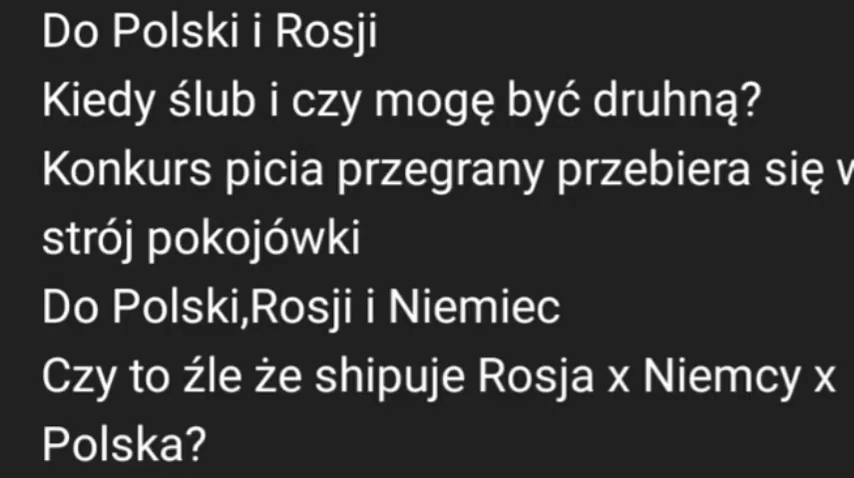 Do Polski i Rosji
Kiedy ślub i czy mogę być druhną?
Konkurs picia przegrany przebiera się w
strój pokojówki
Do Polski,Rosji i Niemiec
Czy to źle że shipuje Rosja x Niemcy x
Polska?